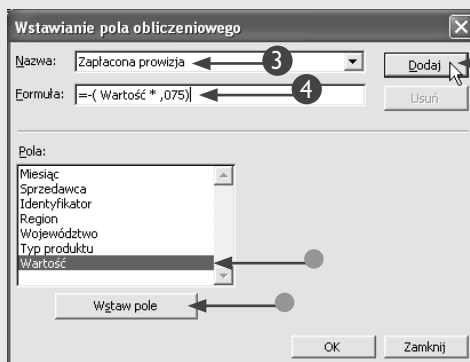 Wstawianie pola obliczeniowego
Nazwa: Zapłacona prowizja 3 Dodaj
Formuła: =-( Wartość * ,075) 4 Usuń
Pola:
Miesiąc
Sprzedawca
Identyfikator
Region
Województwo
Typ produktu
Wartość
Wstaw pole
OK Zamknij